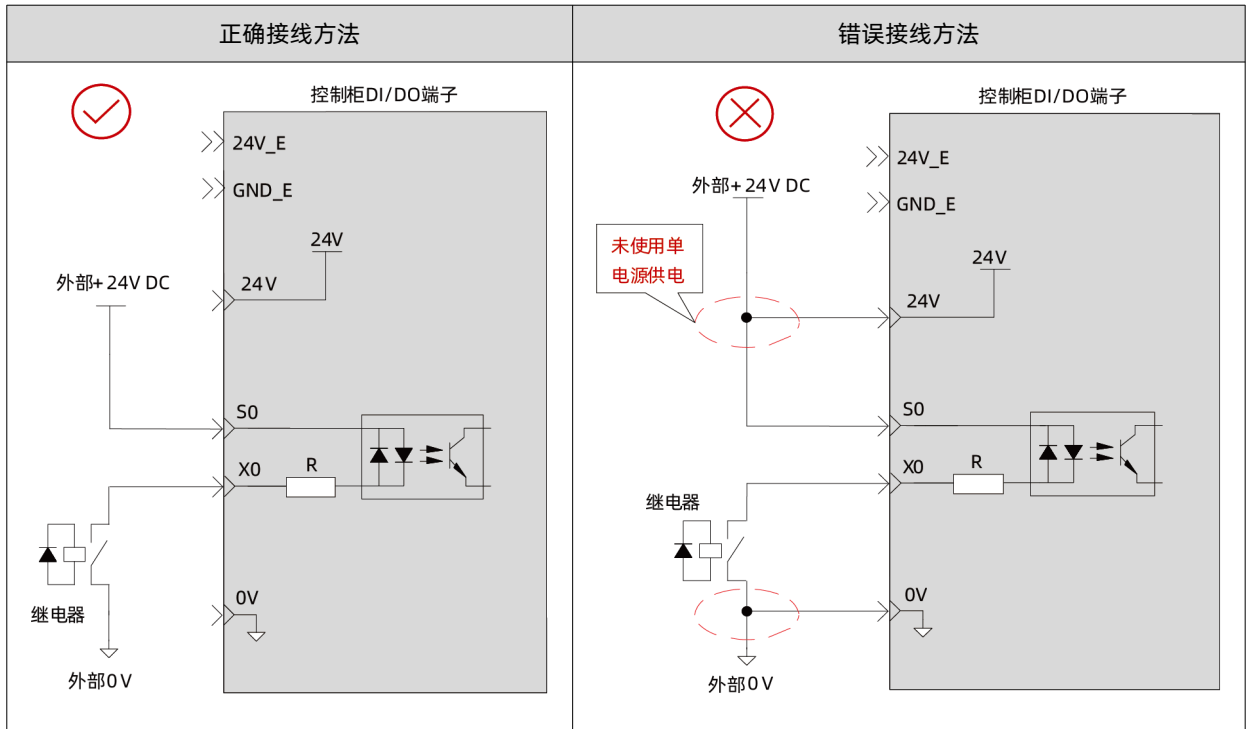 正确接线方法
错误接线方法
控制柜DI/DO端子
24V_E
GND_E
24V
外部+24V DC
24V
S0
X0
R
继电器
0V
外部0V
控制柜DI/DO端子
24V_E
外部+24V DC
GND_E
未使用单
电源供电
24V
24V
S0
X0
R
继电器
0V
外部0V